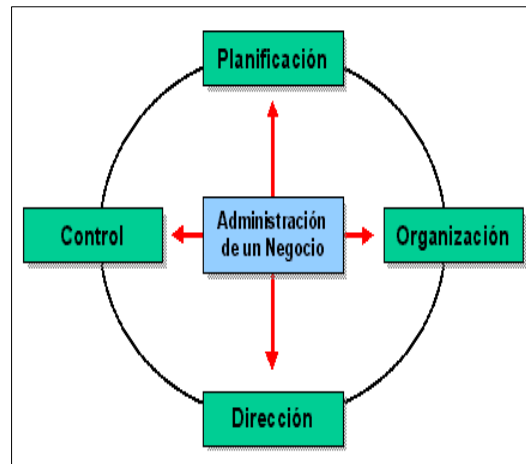 Planificación
Control
Administración
de un Negocio
Organización
Dirección